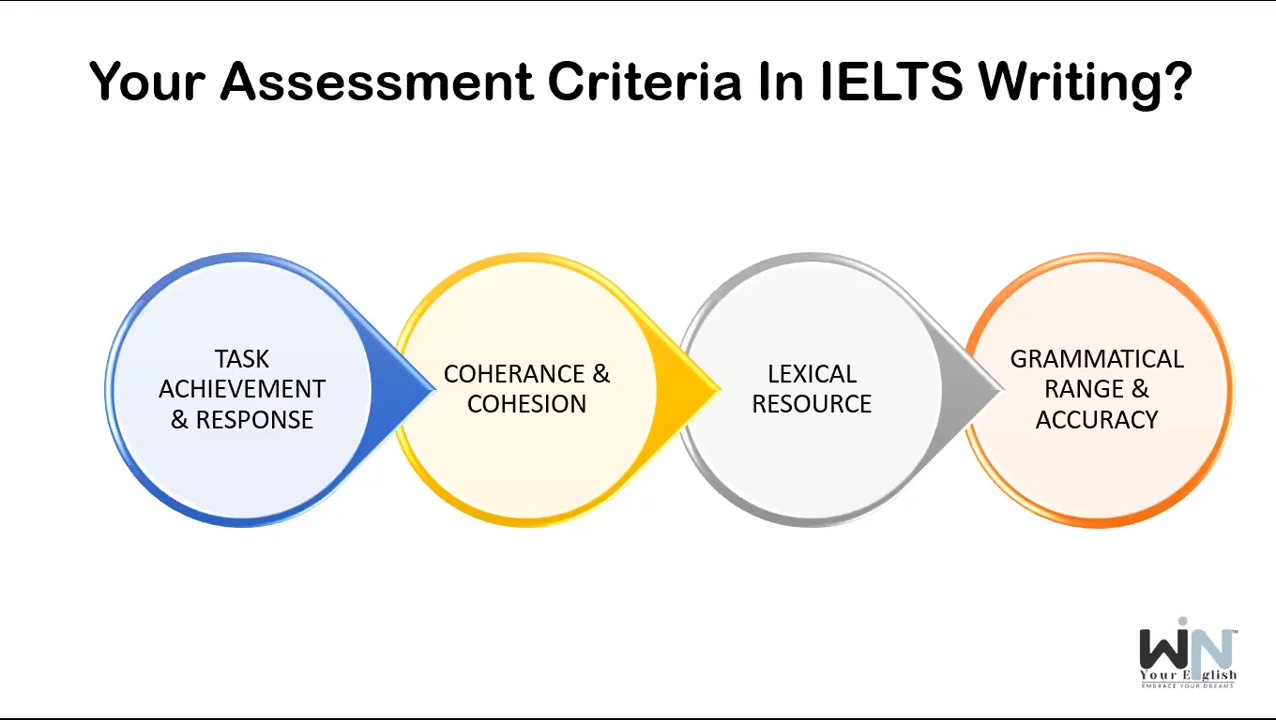 Your Assessment Criteria In IELTS Writing?
TASK
ACHIEVEMENT
& RESPONSE
COHERANCE &
COHESION
LEXICAL
RESOURCE
GRAMMATICAL
RANGE &
ACCURACY
WiN™
Your English
EMBRACE YOUR DREAMS